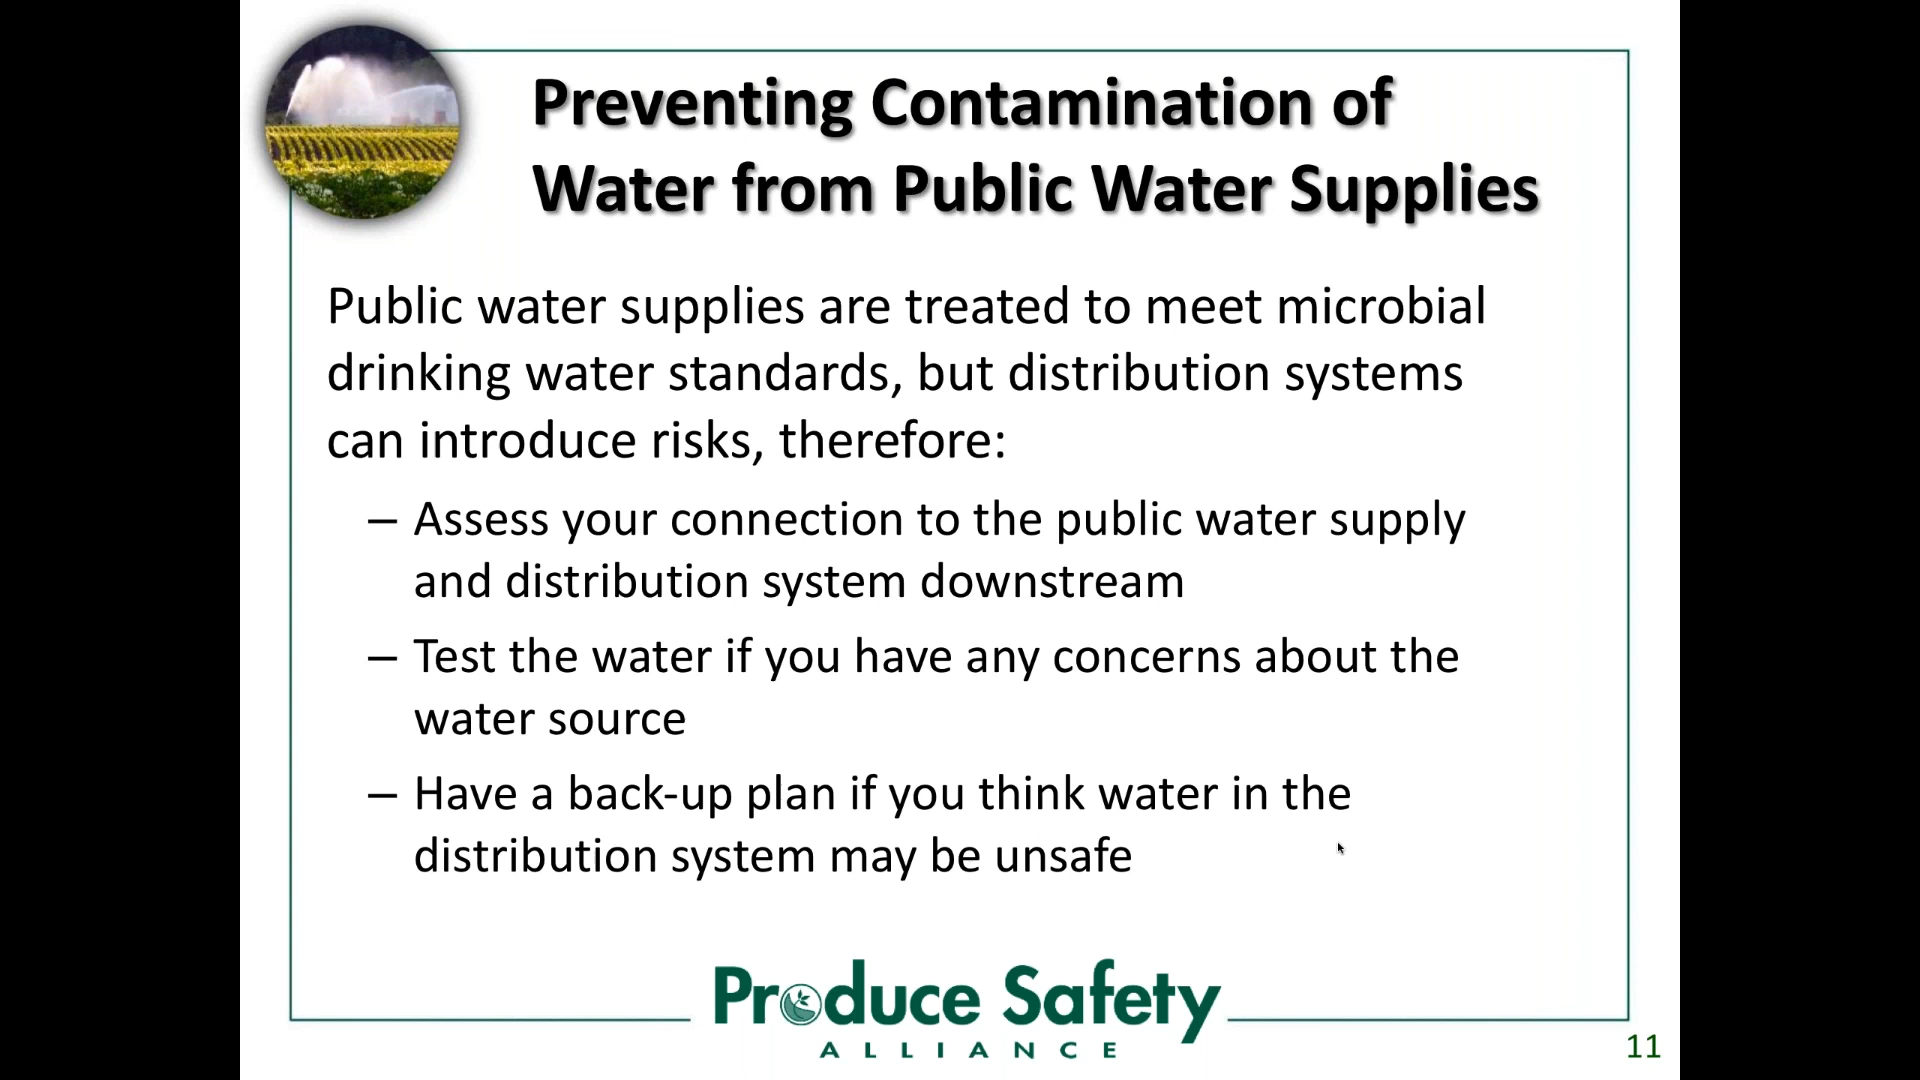 Preventing Contamination of
Water from Public Water Supplies
Public water supplies are treated to meet microbial
drinking water standards, but distribution systems
can introduce risks, therefore:
– Assess your connection to the public water supply
and distribution system downstream
– Test the water if you have any concerns about the
water source
– Have a back-up plan if you think water in the
distribution system may be unsafe
Produce Safety
ALLIANCE
11